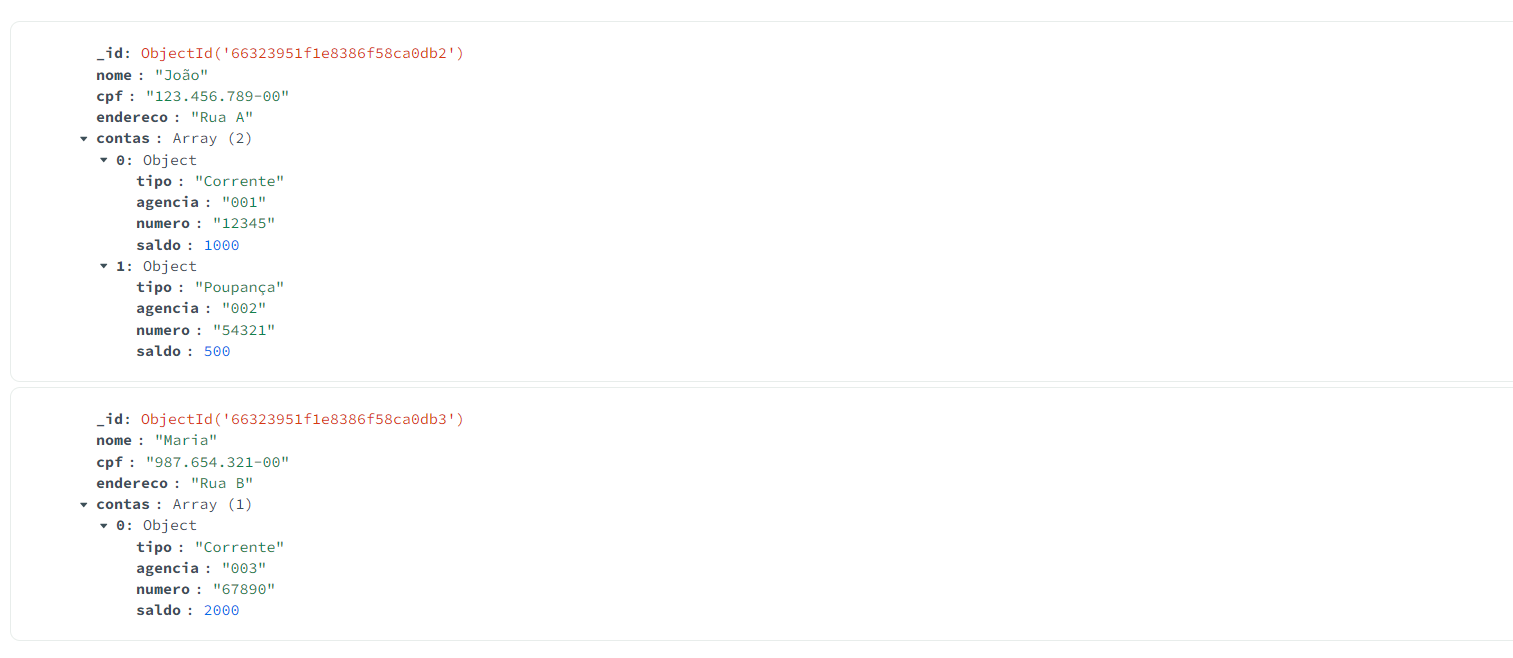 _id: ObjectId('66323951f1e8386f58ca0db2')
nome : "João"
cpf : "123.456.789-00"
endereco : "Rua A"
contas : Array (2)
0: Object
tipo : "Corrente"
agencia : "001"
numero : "12345"
saldo : 1000
1: Object
tipo : "Poupança"
agencia : "002"
numero : "54321"
saldo : 500
_id: ObjectId('66323951f1e8386f58ca0db3')
nome : "Maria"
cpf : "987.654.321-00"
endereco : "Rua B"
contas : Array (1)
0: Object
tipo : "Corrente"
agencia : "003"
numero : "67890"
saldo : 2000